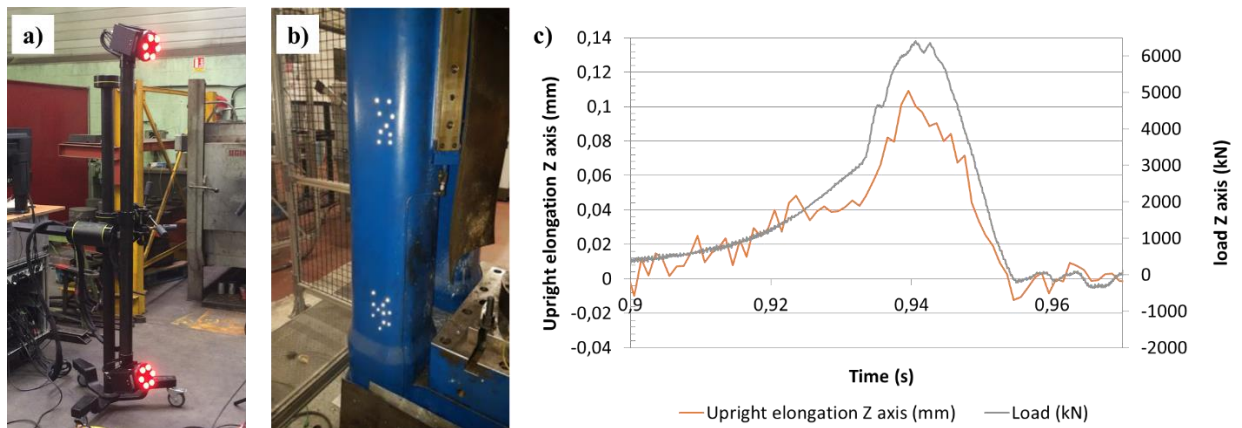 a)
b)
c)
Upright elongation Z axis (mm)
0,14
0,12
0,1
0,08
0,06
0,04
0,02
0
-0,02
-0,04
0,9
0,92
0,94
0,96
6000
5000
4000
3000
2000
1000
0
-1000
-2000
load Z axis (kN)
Time (s)
Upright elongation Z axis (mm)
Load (kN)